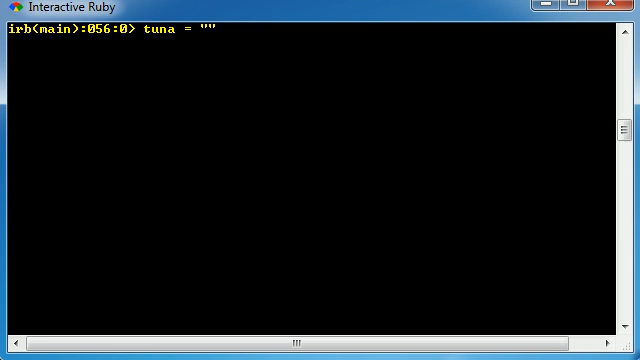 Interactive Ruby
irb(main):056:0> tuna = ""